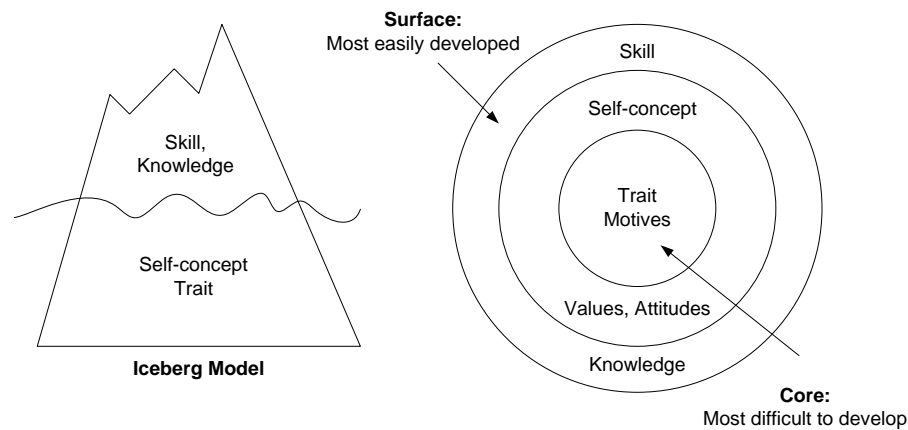 Skill,
Knowledge
Self-concept
Trait
Iceberg Model
Surface:
Most easily developed
Skill
Self-concept
Trait
Motives
Values, Attitudes
Knowledge
Core:
Most difficult to develop